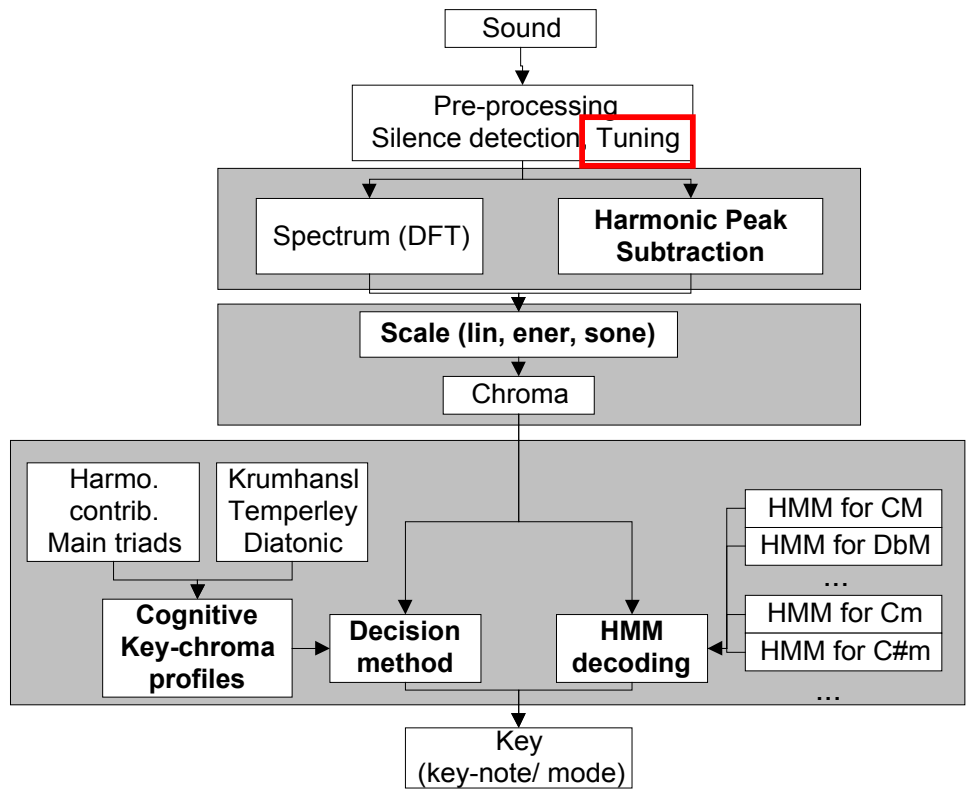 Sound
Pre-processing
Silence detection, Tuning
Spectrum (DFT)
Harmonic Peak
Subtraction
Scale (lin, ener, sone)
Chroma
Harmo.
contrib.
Main triads
Krumhansl
Temperley
Diatonic
HMM for CM
HMM for DbM
...
HMM for Cm
HMM for C#m
...
Cognitive
Key-chroma
profiles
Decision
method
HMM
decoding
Key
(key-note/ mode)